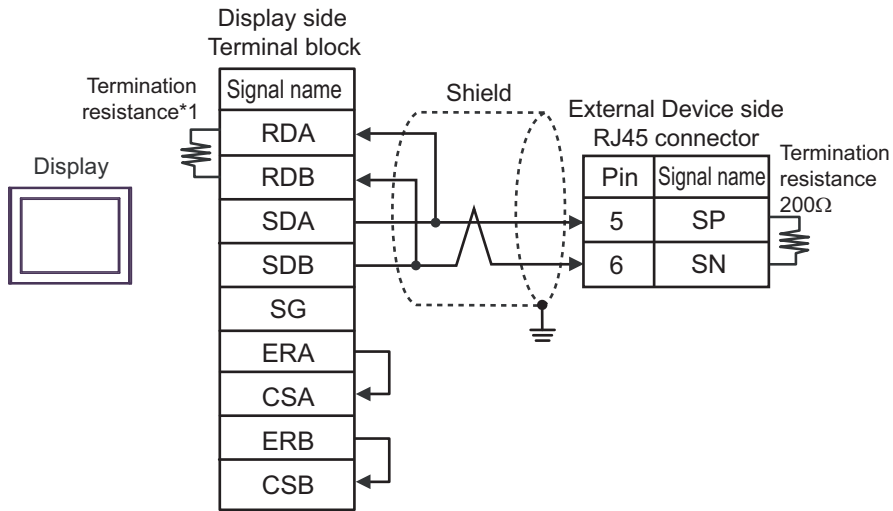 Display side
Terminal block
Termination
resistance*1
Signal name
RDA
RDB
SDA
SDB
SG
ERA
CSA
ERB
CSB
Display
Shield
External Device side
RJ45 connector
Pin Signal name
5 SP
6 SN
Termination
resistance
200Ω